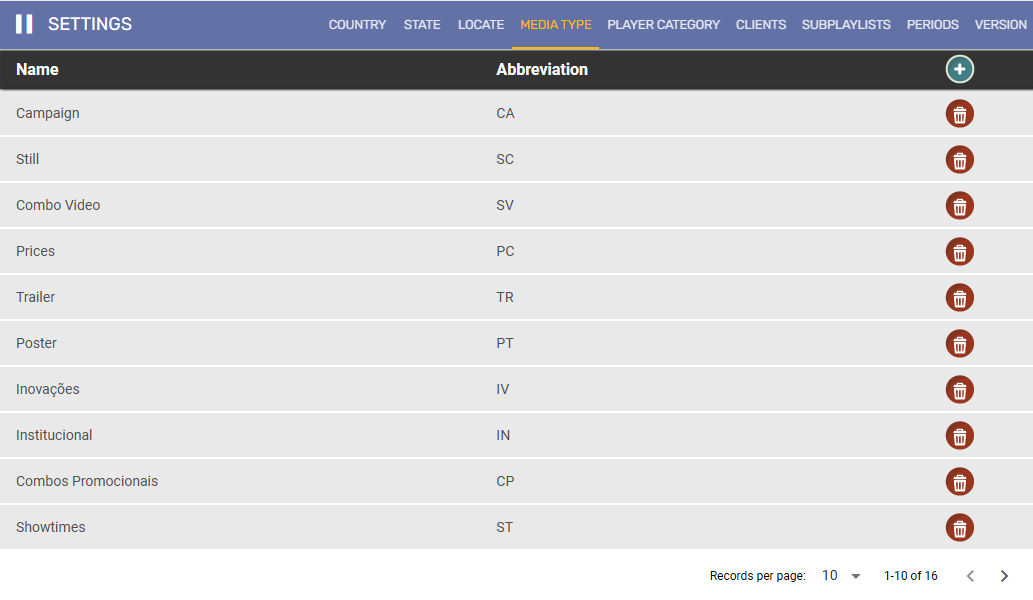 SETTINGS COUNTRY STATE LOCATE MEDIA TYPE PLAYER CATEGORY CLIENTS SUBPLAYLISTS PERIODS VERSION
Name Abbreviation
Campaign CA
Still SC
Combo Video SV
Prices PC
Trailer TR
Poster PT
Inovações IV
Institucional IN
Combos Promocionais CP
Showtimes ST
Records per page: 10 1-10 of 16